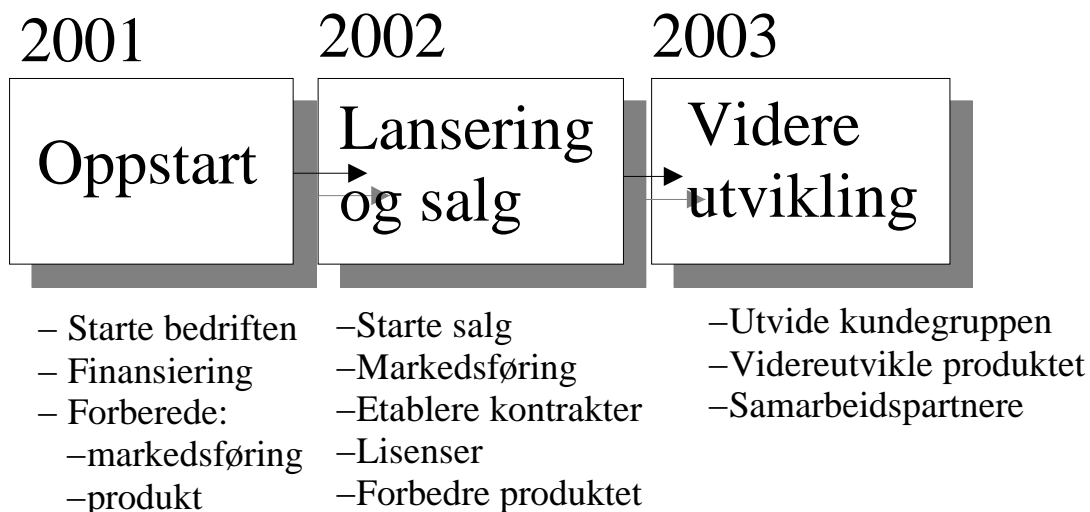 2001
Oppstart
– Starte bedriften
– Finansiering
– Forberede:
–markedsføring
–produkt
2002
Lansering
og salg
–Starte salg
–Markedsføring
–Etablere kontrakter
–Lisenser
–Forbedre produktet
2003
Videre
utvikling
–Utvide kundegruppen
–Videreutvikle produktet
–Samarbeidspartnere